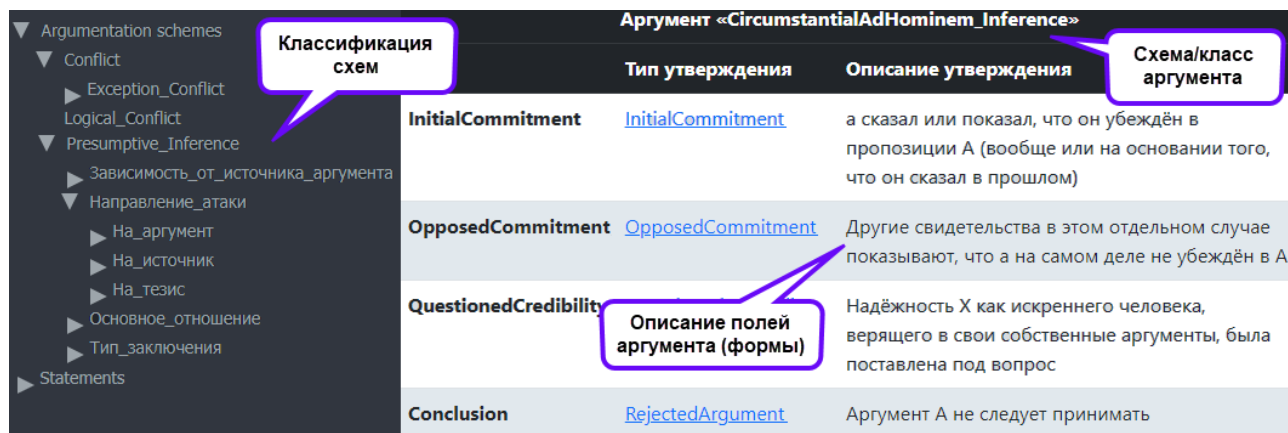 Argumentation schemes
Conflict
Exception_Conflict
Logical_Conflict
Presumptive_Inference
Зависимость_от_источника_аргумента
Направление_атаки
На_аргумент
На_источник
На_тезис
Основное_отношение
Тип_заключения
Statements
Классификация
схем
Аргумент «CircumstantialAdHominem_Inference»
Схема/класс
аргумента
Тип утверждения Описание утверждения
InitialCommitment InitialCommitment а сказал или показал, что он убеждён в
пропозиции А (вообще или на основании того,
что он сказал в прошлом)
OpposedCommitment OpposedCommitment Другие свидетельства в этом отдельном случае
показывают, что а на самом деле не убеждён в А
QuestionedCredibility Надёжность X как искреннего человека,
верящего в свои собственные аргументы, была
поставлена под вопрос
Описание полей
аргумента (формы)
Conclusion RejectedArgument Аргумент А не следует принимать